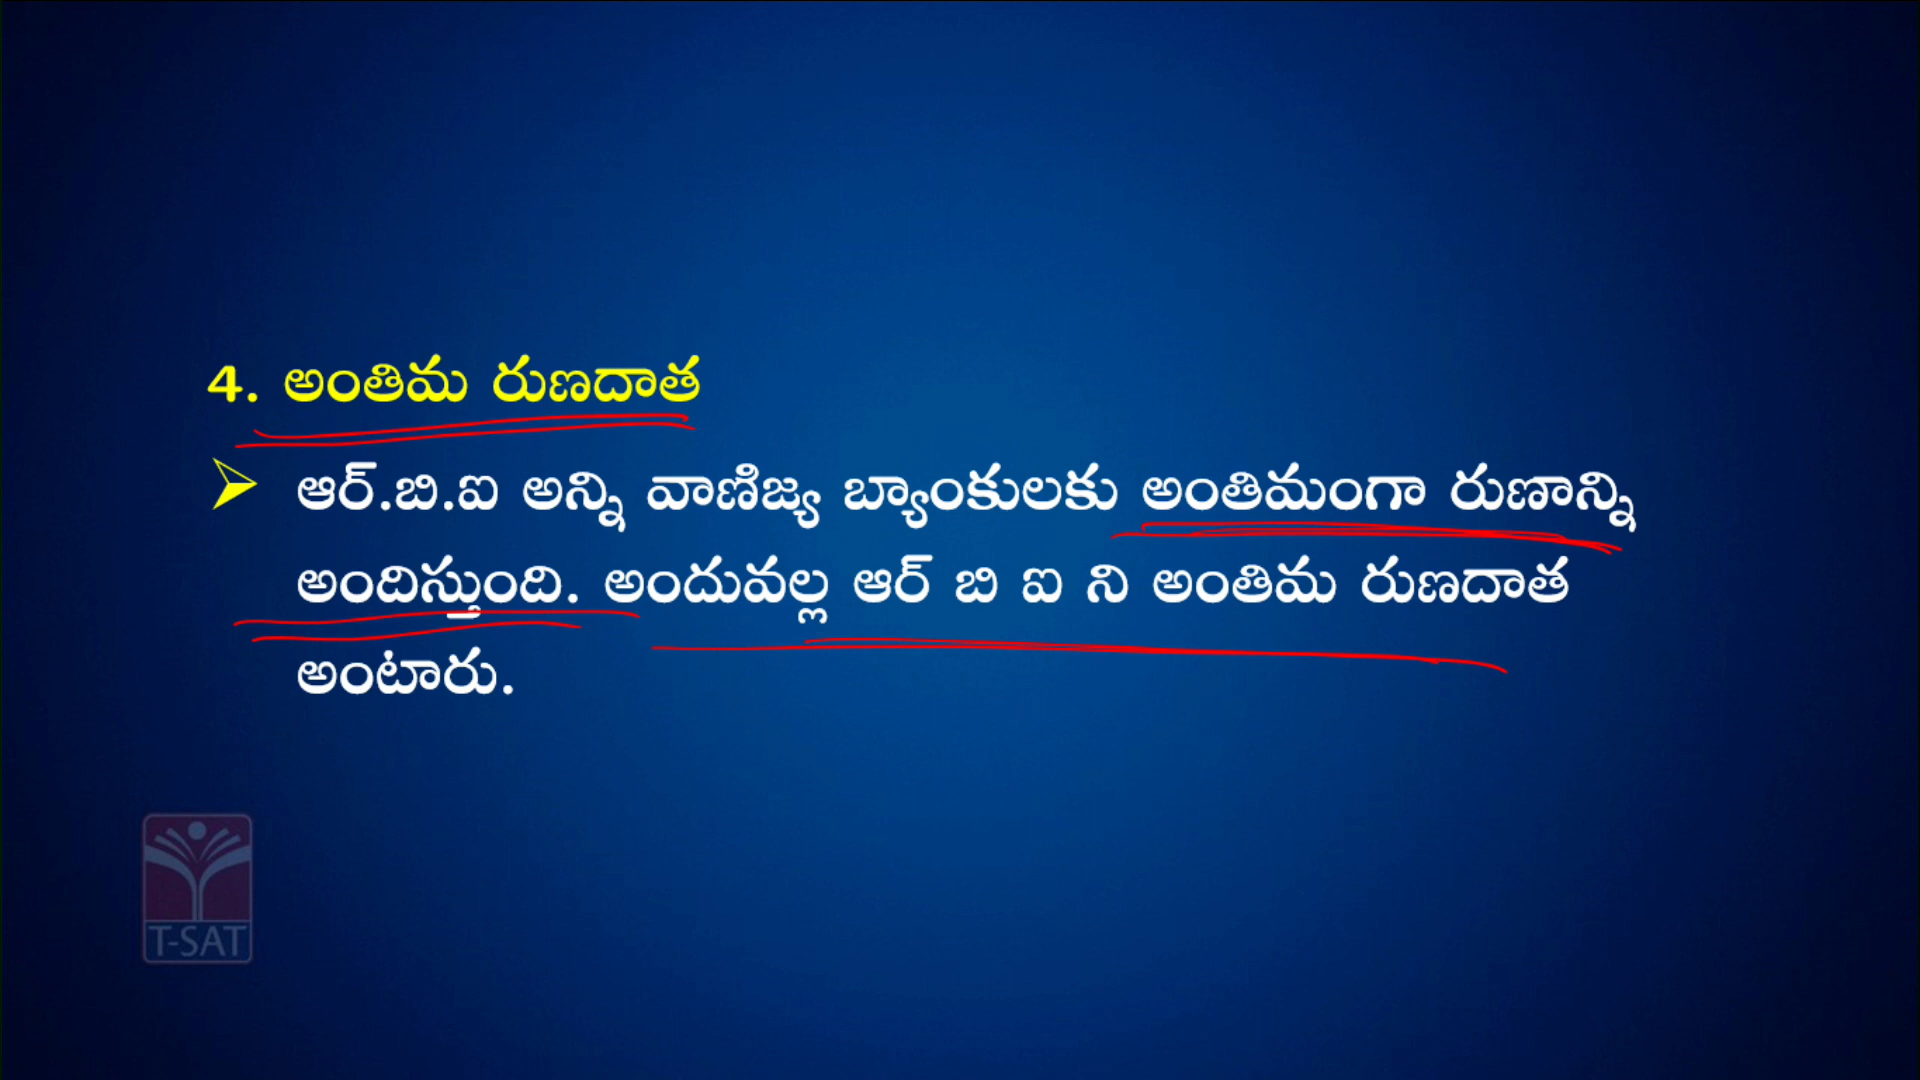 4. అంతిమ రుణదాత
ఆర్.బి.ఐ అన్ని వాణిజ్య బ్యాంకులకు అంతిమంగా రుణాన్ని
అందిస్తుంది. అందువల్ల ఆర్ బి ఐ ని అంతిమ రుణదాత
అంటారు.
T-SAT